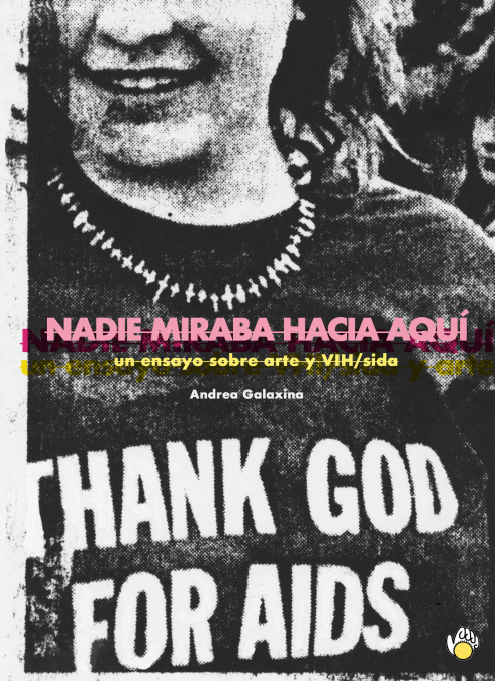 NADIE MIRABA HACIA AQUÍ
un ensayo sobre arte y VIH/sida
Andrea Galaxina
THANK GOD
FOR AIDS